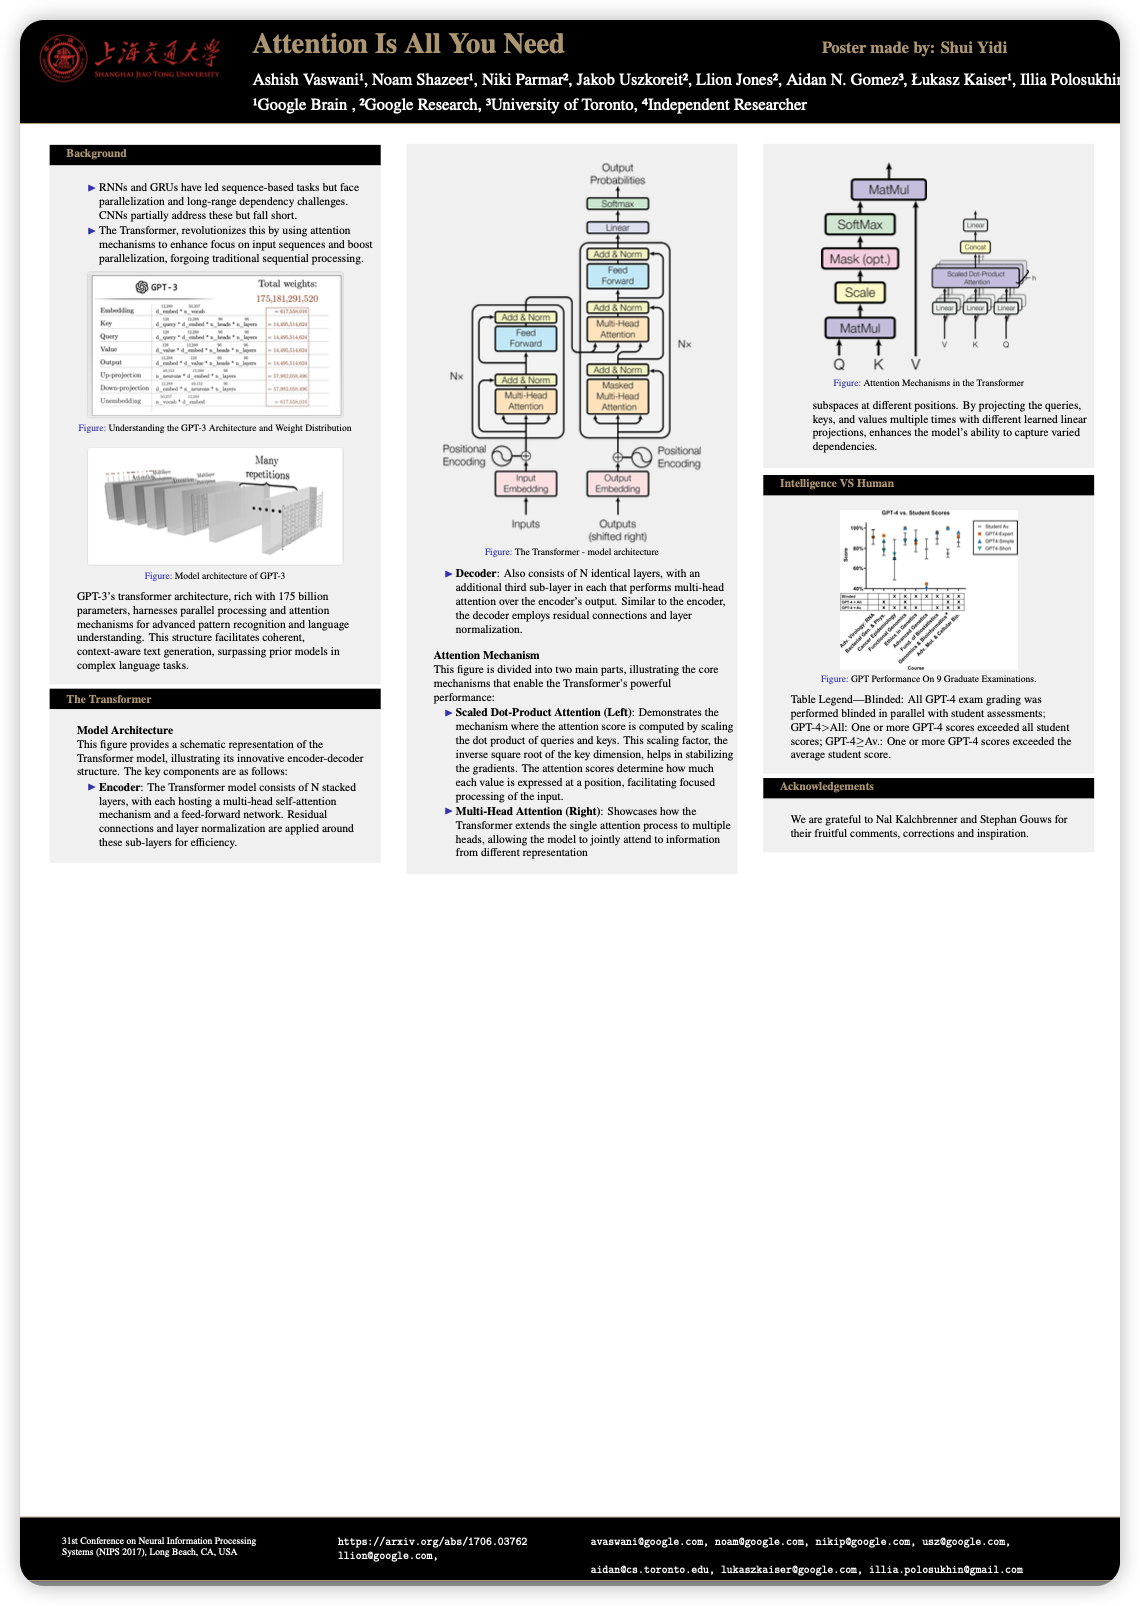 上海交通大学
SHANGHAI JIAO TONG UNIVERSITY
Attention Is All You Need
Poster made by: Shui Yidi
Ashish Vaswani¹, Noam Shazeer¹, Niki Parmar², Jakob Uszkoreit², Llion Jones², Aidan N. Gomez³, Łukasz Kaiser¹, Illia Polosukhin
¹Google Brain , ²Google Research, ³University of Toronto, ⁴Independent Researcher
Background
▶ RNNs and GRUs have led sequence-based tasks but face
parallelization and long-range dependency challenges.
CNNs partially address these but fall short.
▶ The Transformer, revolutionizes this by using attention
mechanisms to enhance focus on input sequences and boost
parallelization, forgoing traditional sequential processing.
GPT-3
Total weights:
175,181,291,520
Embedding d_embed * n_vocab = 617,558,016
Key d_query * d_embed * n_heads * n_layers = 14,495,514,624
Query d_query * d_embed * n_heads * n_layers = 14,495,514,624
Value d_value * d_embed * n_heads * n_layers = 14,495,514,624
Output d_embed * d_value * n_heads * n_layers = 14,495,514,624
Up-projection n_neurons * d_embed * n_layers = 57,982,058,496
Down-projection d_embed * n_neurons * n_layers = 57,982,058,496
Unembedding n_vocab * d_embed = 617,558,016
Figure: Understanding the GPT-3 Architecture and Weight Distribution
Many
repetitions
Figure: Model architecture of GPT-3
GPT-3's transformer architecture, rich with 175 billion
parameters, harnesses parallel processing and attention
mechanisms for advanced pattern recognition and language
understanding. This structure facilitates coherent,
context-aware text generation, surpassing prior models in
complex language tasks.
The Transformer
Model Architecture
This figure provides a schematic representation of the
Transformer model, illustrating its innovative encoder-decoder
structure. The key components are as follows:
▶ Encoder: The Transformer model consists of N stacked
layers, with each hosting a multi-head self-attention
mechanism and a feed-forward network. Residual
connections and layer normalization are applied around
these sub-layers for efficiency.
Output
Probabilities
Softmax
Linear
Add & Norm
Feed
Forward
Add & Norm
Multi-Head
Attention
Add & Norm
Masked
Multi-Head
Attention
N×
Add & Norm
Feed
Forward
N×
Add & Norm
Multi-Head
Attention
Positional
Encoding
Positional
Encoding
Input
Embedding
Output
Embedding
Inputs
Outputs
(shifted right)
Figure: The Transformer - model architecture
▶ Decoder: Also consists of N identical layers, with an
additional third sub-layer in each that performs multi-head
attention over the encoder's output. Similar to the encoder,
the decoder employs residual connections and layer
normalization.
Attention Mechanism
This figure is divided into two main parts, illustrating the core
mechanisms that enable the Transformer's powerful
performance:
▶ Scaled Dot-Product Attention (Left): Demonstrates the
mechanism where the attention score is computed by scaling
the dot product of queries and keys. This scaling factor, the
inverse square root of the key dimension, helps in stabilizing
the gradients. The attention scores determine how much
each value is expressed at a position, facilitating focused
processing of the input.
▶ Multi-Head Attention (Right): Showcases how the
Transformer extends the single attention process to multiple
heads, allowing the model to jointly attend to information
from different representation
MatMul
SoftMax
Mask (opt.)
Scale
MatMul
Q K V
Linear
Concat
Scaled Dot-Product
Attention
h
Linear Linear Linear
V K Q
Figure: Attention Mechanisms in the Transformer
subspaces at different positions. By projecting the queries,
keys, and values multiple times with different learned linear
projections, enhances the model's ability to capture varied
dependencies.
Intelligence VS Human
GPT-4 vs. Student Scores
Score
100%
80%
60%
40%
Student Av.
GPT4-Expert
GPT4-Simple
GPT4-Short
Blinded
GPT-4 > All
GPT-4 > Av.
Adv. Virology: RNA
Bacterial Gen. & Phys.
Cancer Epidemiology
Functional Genomics
Ethics in Genetics
Advanced Genetics
Fund. of Biostatistics
Genomics & Bioinformatics
Adv. Mol. & Cellular Bio.
Course
Figure: GPT Performance On 9 Graduate Examinations.
Table Legend—Blinded: All GPT-4 exam grading was
performed blinded in parallel with student assessments;
GPT-4>All: One or more GPT-4 scores exceeded all student
scores; GPT-4≥Av.: One or more GPT-4 scores exceeded the
average student score.
Acknowledgements
We are grateful to Nal Kalchbrenner and Stephan Gouws for
their fruitful comments, corrections and inspiration.
31st Conference on Neural Information Processing
Systems (NIPS 2017), Long Beach, CA, USA
https://arxiv.org/abs/1706.03762
llion@google.com,
avaswani@google.com, noam@google.com, nikip@google.com, usz@google.com,
aidan@cs.toronto.edu, lukaszkaiser@google.com, illia.polosukhin@gmail.com